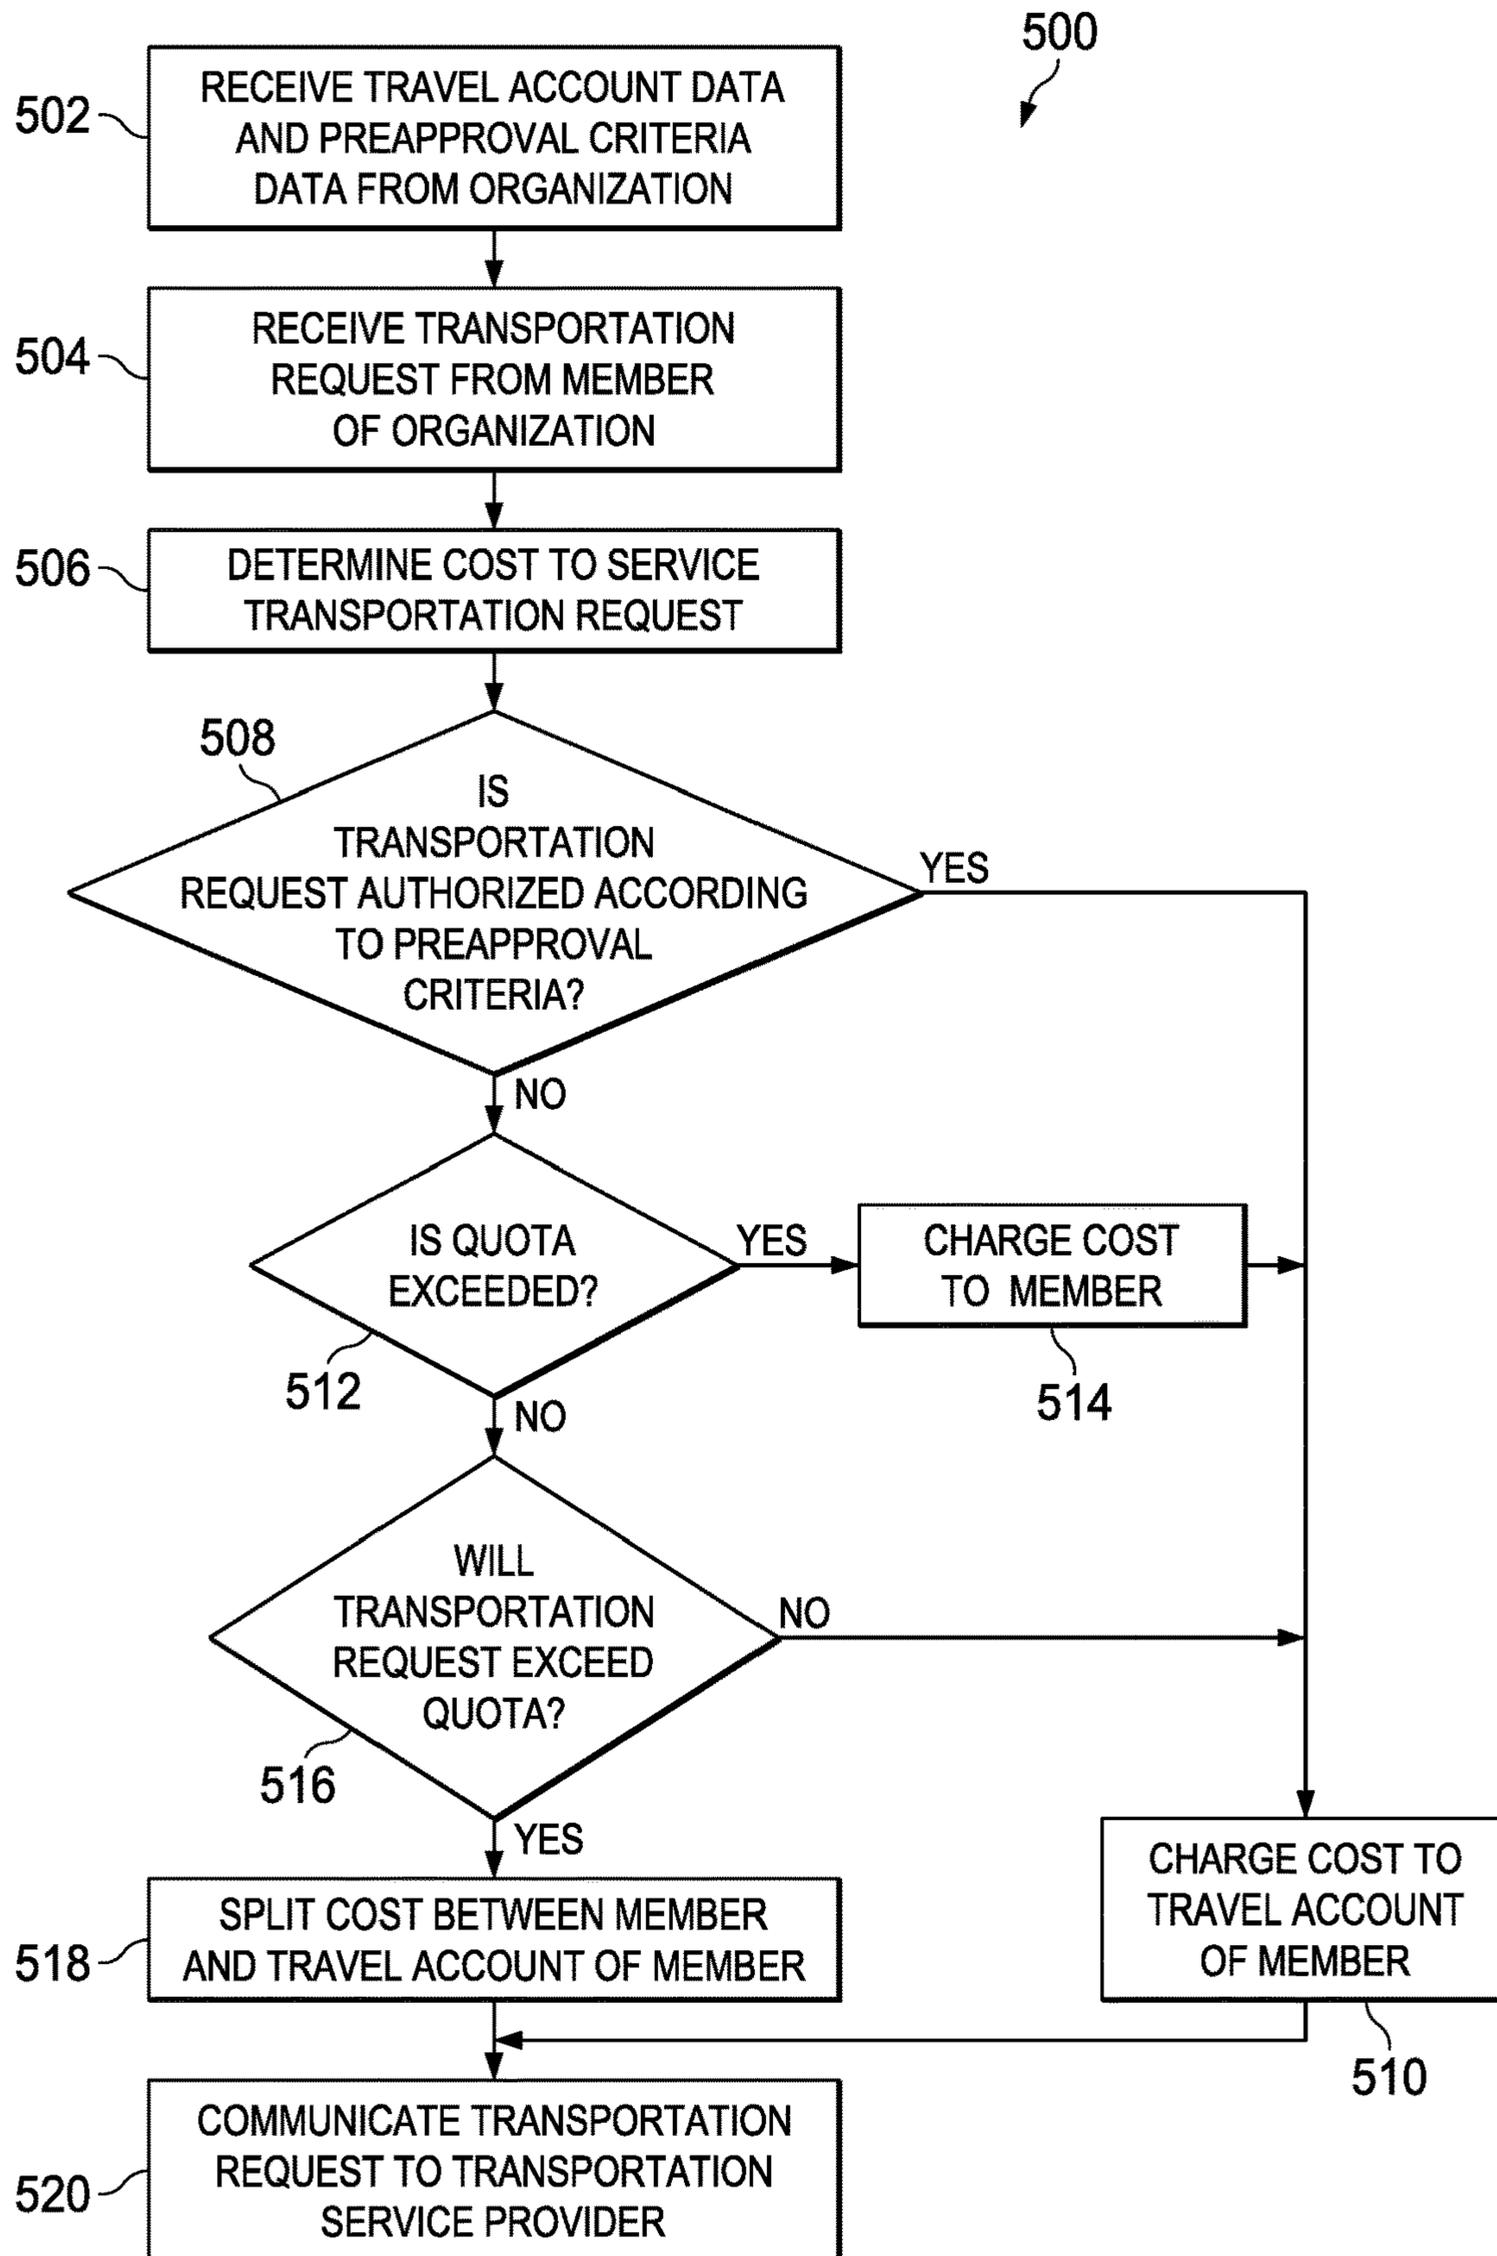 500
502
RECEIVE TRAVEL ACCOUNT DATA
AND PREAPPROVAL CRITERIA
DATA FROM ORGANIZATION
504
RECEIVE TRANSPORTATION
REQUEST FROM MEMBER
OF ORGANIZATION
506
DETERMINE COST TO SERVICE
TRANSPORTATION REQUEST
508
IS
TRANSPORTATION
REQUEST AUTHORIZED ACCORDING
TO PREAPPROVAL
CRITERIA?
YES
NO
IS QUOTA
EXCEEDED?
512
YES
CHARGE COST
TO MEMBER
514
NO
WILL
TRANSPORTATION
REQUEST EXCEED
QUOTA?
516
NO
YES
518
SPLIT COST BETWEEN MEMBER
AND TRAVEL ACCOUNT OF MEMBER
CHARGE COST TO
TRAVEL ACCOUNT
OF MEMBER
510
520
COMMUNICATE TRANSPORTATION
REQUEST TO TRANSPORTATION
SERVICE PROVIDER